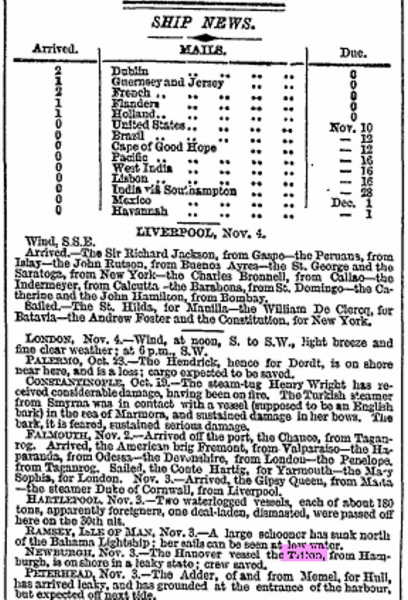 SHIP NEWS.
Arrived. MAILS. Due.
2 Dublin .. .. .. .. 0
1 Guernsey and Jersey .. .. .. 0
2 French .. .. .. .. .. 0
1 Flanders .. .. .. .. 0
1 Holland .. .. .. .. .. 0
0 United States .. .. .. .. Nov. 10
0 Brazil .. .. .. .. .. — 12
0 Cape of Good Hope .. .. .. — 12
0 Pacific .. .. .. .. .. — 16
0 West India .. .. .. .. — 16
0 Lisbon .. .. .. .. .. — 16
0 India via Southampton .. .. .. — 23
0 Mexico .. .. .. .. Dec. 1
0 Havannah .. .. .. .. — 1
LIVERPOOL, Nov. 4.
Wind, S.S.E.
Arrived.—The Sir Richard Jackson, from Gaspe—the Peruana, from
Islay—the John Rutson, from Buenos Ayres—the St. George and the
Saratoga, from New York—the Charles Bronnell, from Callao—the
Indermeyer, from Calcutta—the Barahona, from St. Domingo—the Ca-
therine and the John Hamilton, from Bombay.
Sailed.—The St. Hilda, for Manilla—the William De Clercq, for
Batavia—the Andrew Foster and the Constitution, for New York.
LONDON, Nov. 4.—Wind, at noon, S. to S.W., light breeze and
fine clear weather; at 6 p.m., S.W.
PALERMO, Oct. 23.—The Hendrick, hence for Dordt, is on shore
near here, and is a loss; cargo expected to be saved.
CONSTANTINOPLE, Oct. 19.—The steam-tug Henry Wright has re-
ceived considerable damage, having been on fire. The Turkish steamer
from Smyrna was in contact with a vessel (supposed to be an English
bark) in the sea of Marmora, and sustained damage in her bows. The
bark, it is feared, sustained serious damage.
FALMOUTH, Nov. 2.—Arrived off the port, the Chance, from Tagan-
rog. Arrived, the American brig Fremont, from Valparaiso—the Ha-
paranda, from Odessa—the Devonshire, from London—the Penelope,
from Taganrog. Sailed, the Conte Hartig, for Yarmouth—the Mary
Sophia, for London. Nov. 3.—Arrived, the Gipsy Queen, from Malta
—the steamer Duke of Cornwall, from Liverpool.
HARTLEPOOL, Nov. 3.—Two waterlogged vessels, each of about 180
tons, apparently foreigners, one deal-laden, dismasted, were passed off
here on the 30th ult.
RAMSEY, ISLE OF MAN, Nov. 3.—A large schooner has sunk north
of the Bahama Lightship; her sails can be seen at low water.
NEWBURGH, Nov. 3.—The Hanover vessel the Triton, from Ham-
burgh, is on shore in a leaky state; crew saved.
PETERHEAD, Nov. 3.—The Adder, of and from Memel, for Hull,
has arrived leaky, and has grounded at the entrance of the harbour,
but expected off next tide.